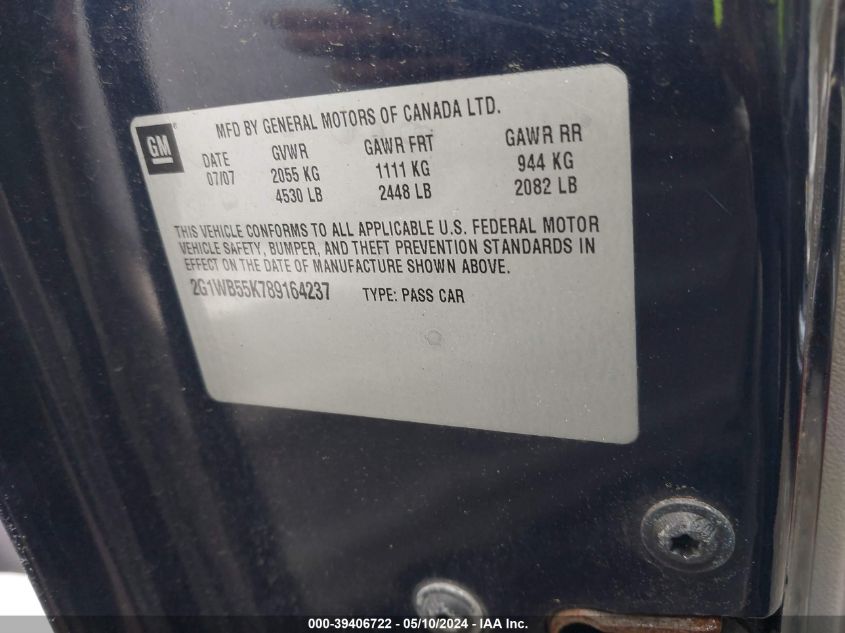 MFD BY GENERAL MOTORS OF CANADA LTD.
GM®
DATE GVWR GAWR FRT GAWR RR
07/07 2055 KG 1111 KG 944 KG
4530 LB 2448 LB 2082 LB
THIS VEHICLE CONFORMS TO ALL APPLICABLE U.S. FEDERAL MOTOR
VEHICLE SAFETY, BUMPER, AND THEFT PREVENTION STANDARDS IN
EFFECT ON THE DATE OF MANUFACTURE SHOWN ABOVE.
2G1WB55K789164237 TYPE: PASS CAR
000-39406722 - 05/10/2024 - IAA Inc.